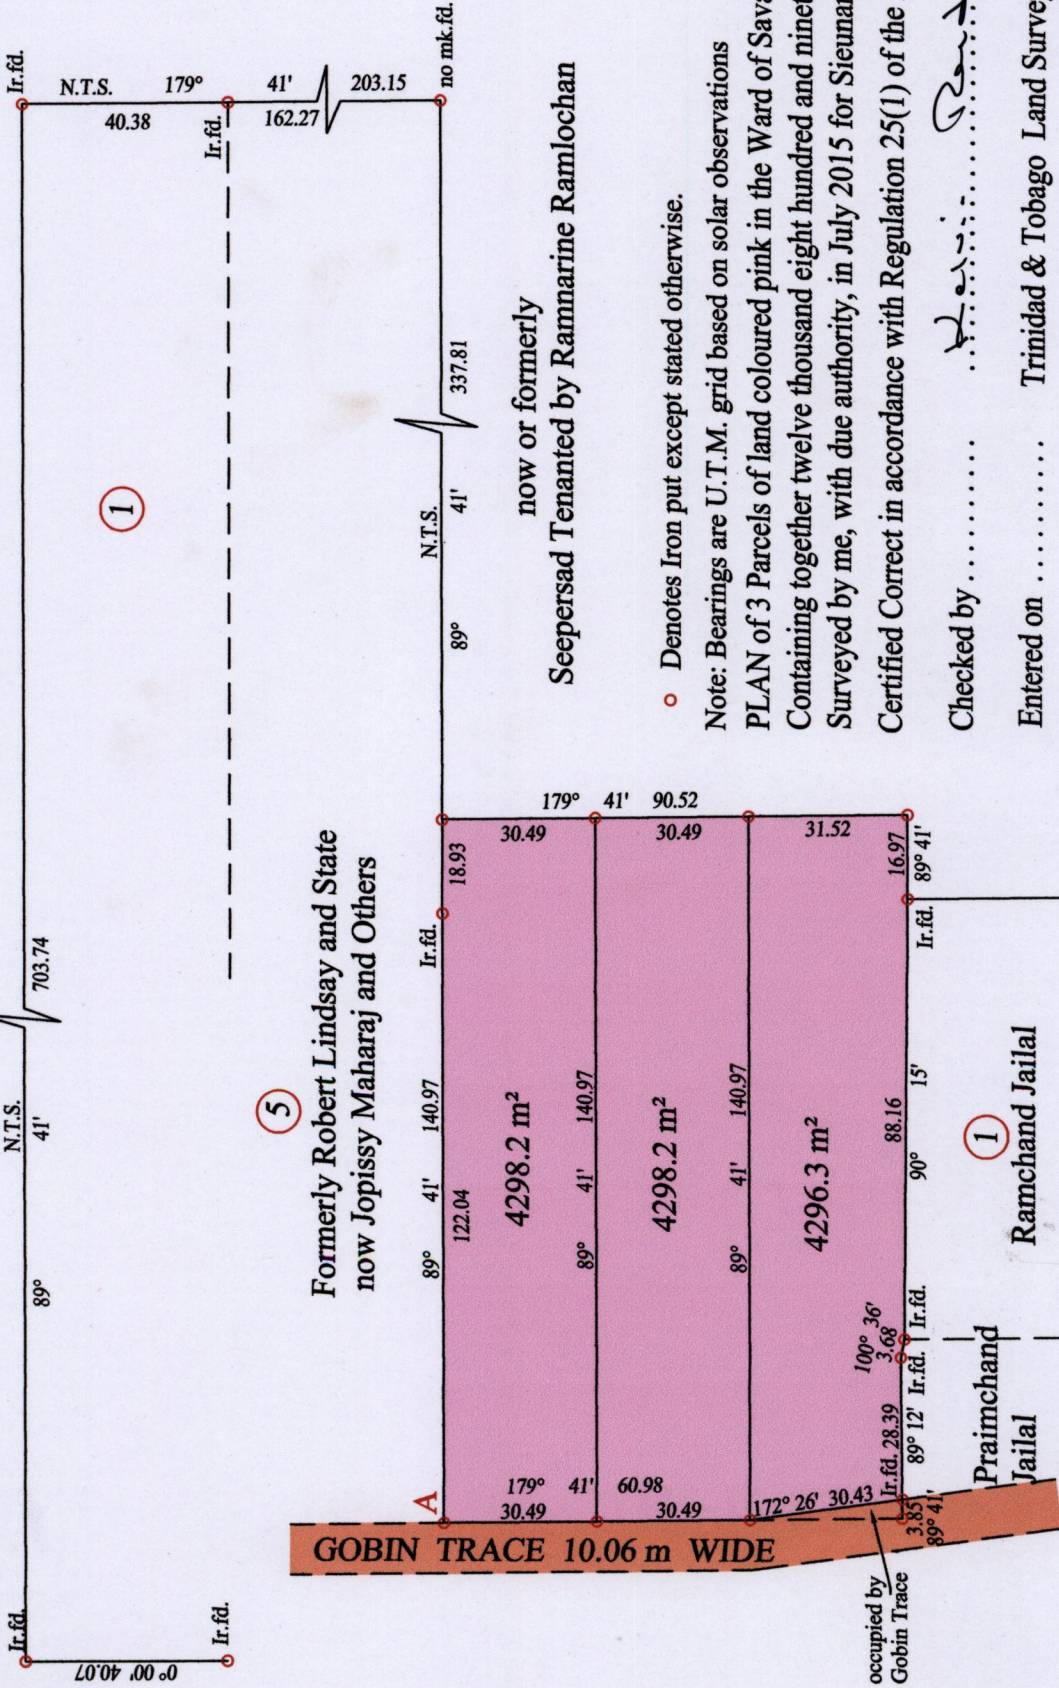 Ir.fd.
N.T.S. 179° 41' 203.15
no mk.fd.
40.38
162.27
Ir.fd.
1
N.T.S.
89° 41' 703.74
5
Formerly Robert Lindsay and State
now Jopissy Maharaj and Others
N.T.S.
89° 41' 337.81
now or formerly
Seepersad Tenanted by Ramnarine Ramlochan
Ir.fd.
0° 00' 40.07
Ir.fd.
A
89° 41' 140.97
122.04
Ir.fd.
18.93
4298.2 m²
89° 41' 140.97
4298.2 m²
89° 41' 140.97
4296.3 m²
179° 41' 90.52
30.49
30.49
31.52
179° 41' 60.98
30.49
30.49
172° 26' 30.43
Ir.fd. 28.39
89° 12'
Ir.fd.
100° 36'
3.68
Ir.fd.
88.16
90° 15'
Ir.fd.
16.97
89° 41'
3.85
89° 41'
GOBIN TRACE 10.06 m WIDE
occupied by
Gobin Trace
Praimchand
Jailal
1
Ramchand Jailal
Denotes Iron put except stated otherwise.
Note: Bearings are U.T.M. grid based on solar observations
PLAN of 3 Parcels of land coloured pink in the Ward of Sava
Containing together twelve thousand eight hundred and ninet
Surveyed by me, with due authority, in July 2015 for Sieunar
Certified Correct in accordance with Regulation 25(1) of the
Checked by .......... Kevin
Entered on .......... Trinidad & Tobago Land Survey